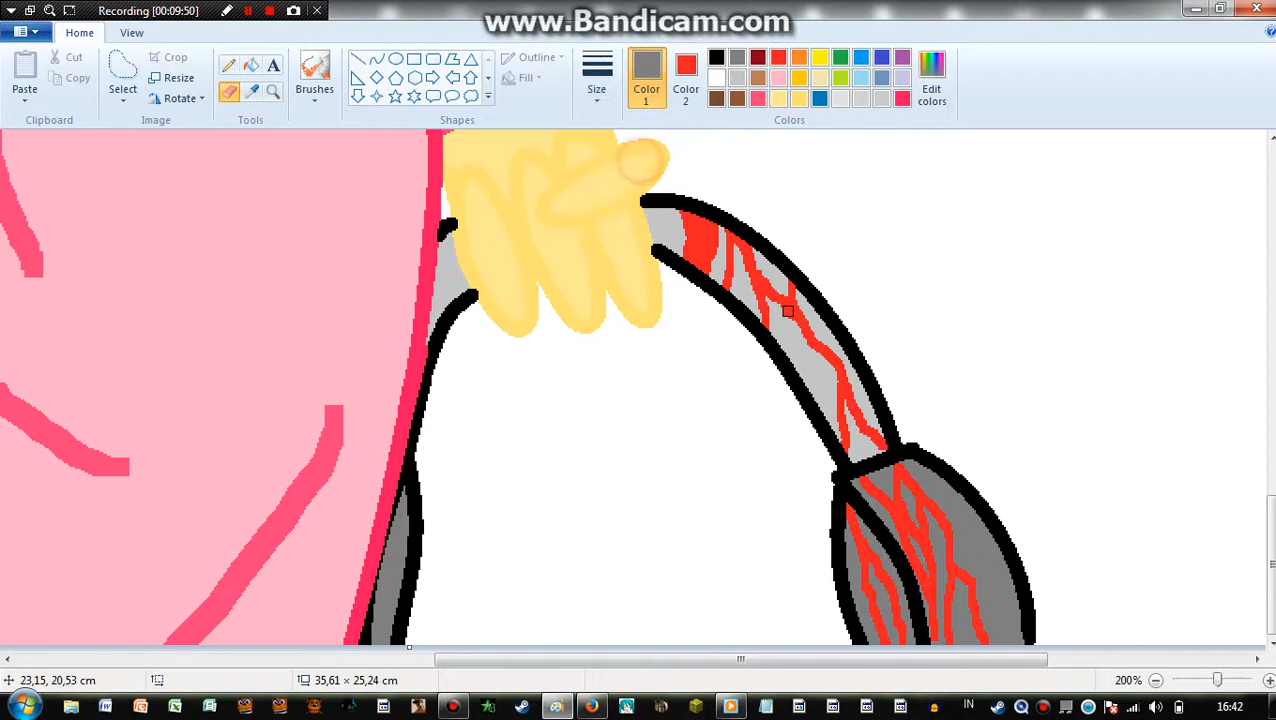 Recording [00:09:50]
www.Bandicam.com
Home
View
Cut
Copy
Paste
Clipboard
Crop
Resize
Rotate
Select
Image
Tools
Brushes
Outline
Fill
Shapes
Size
Color 1
Color 2
Edit colors
Colors
23,15, 20,53 cm
35,61 × 25,24 cm
200%
IN
16:42